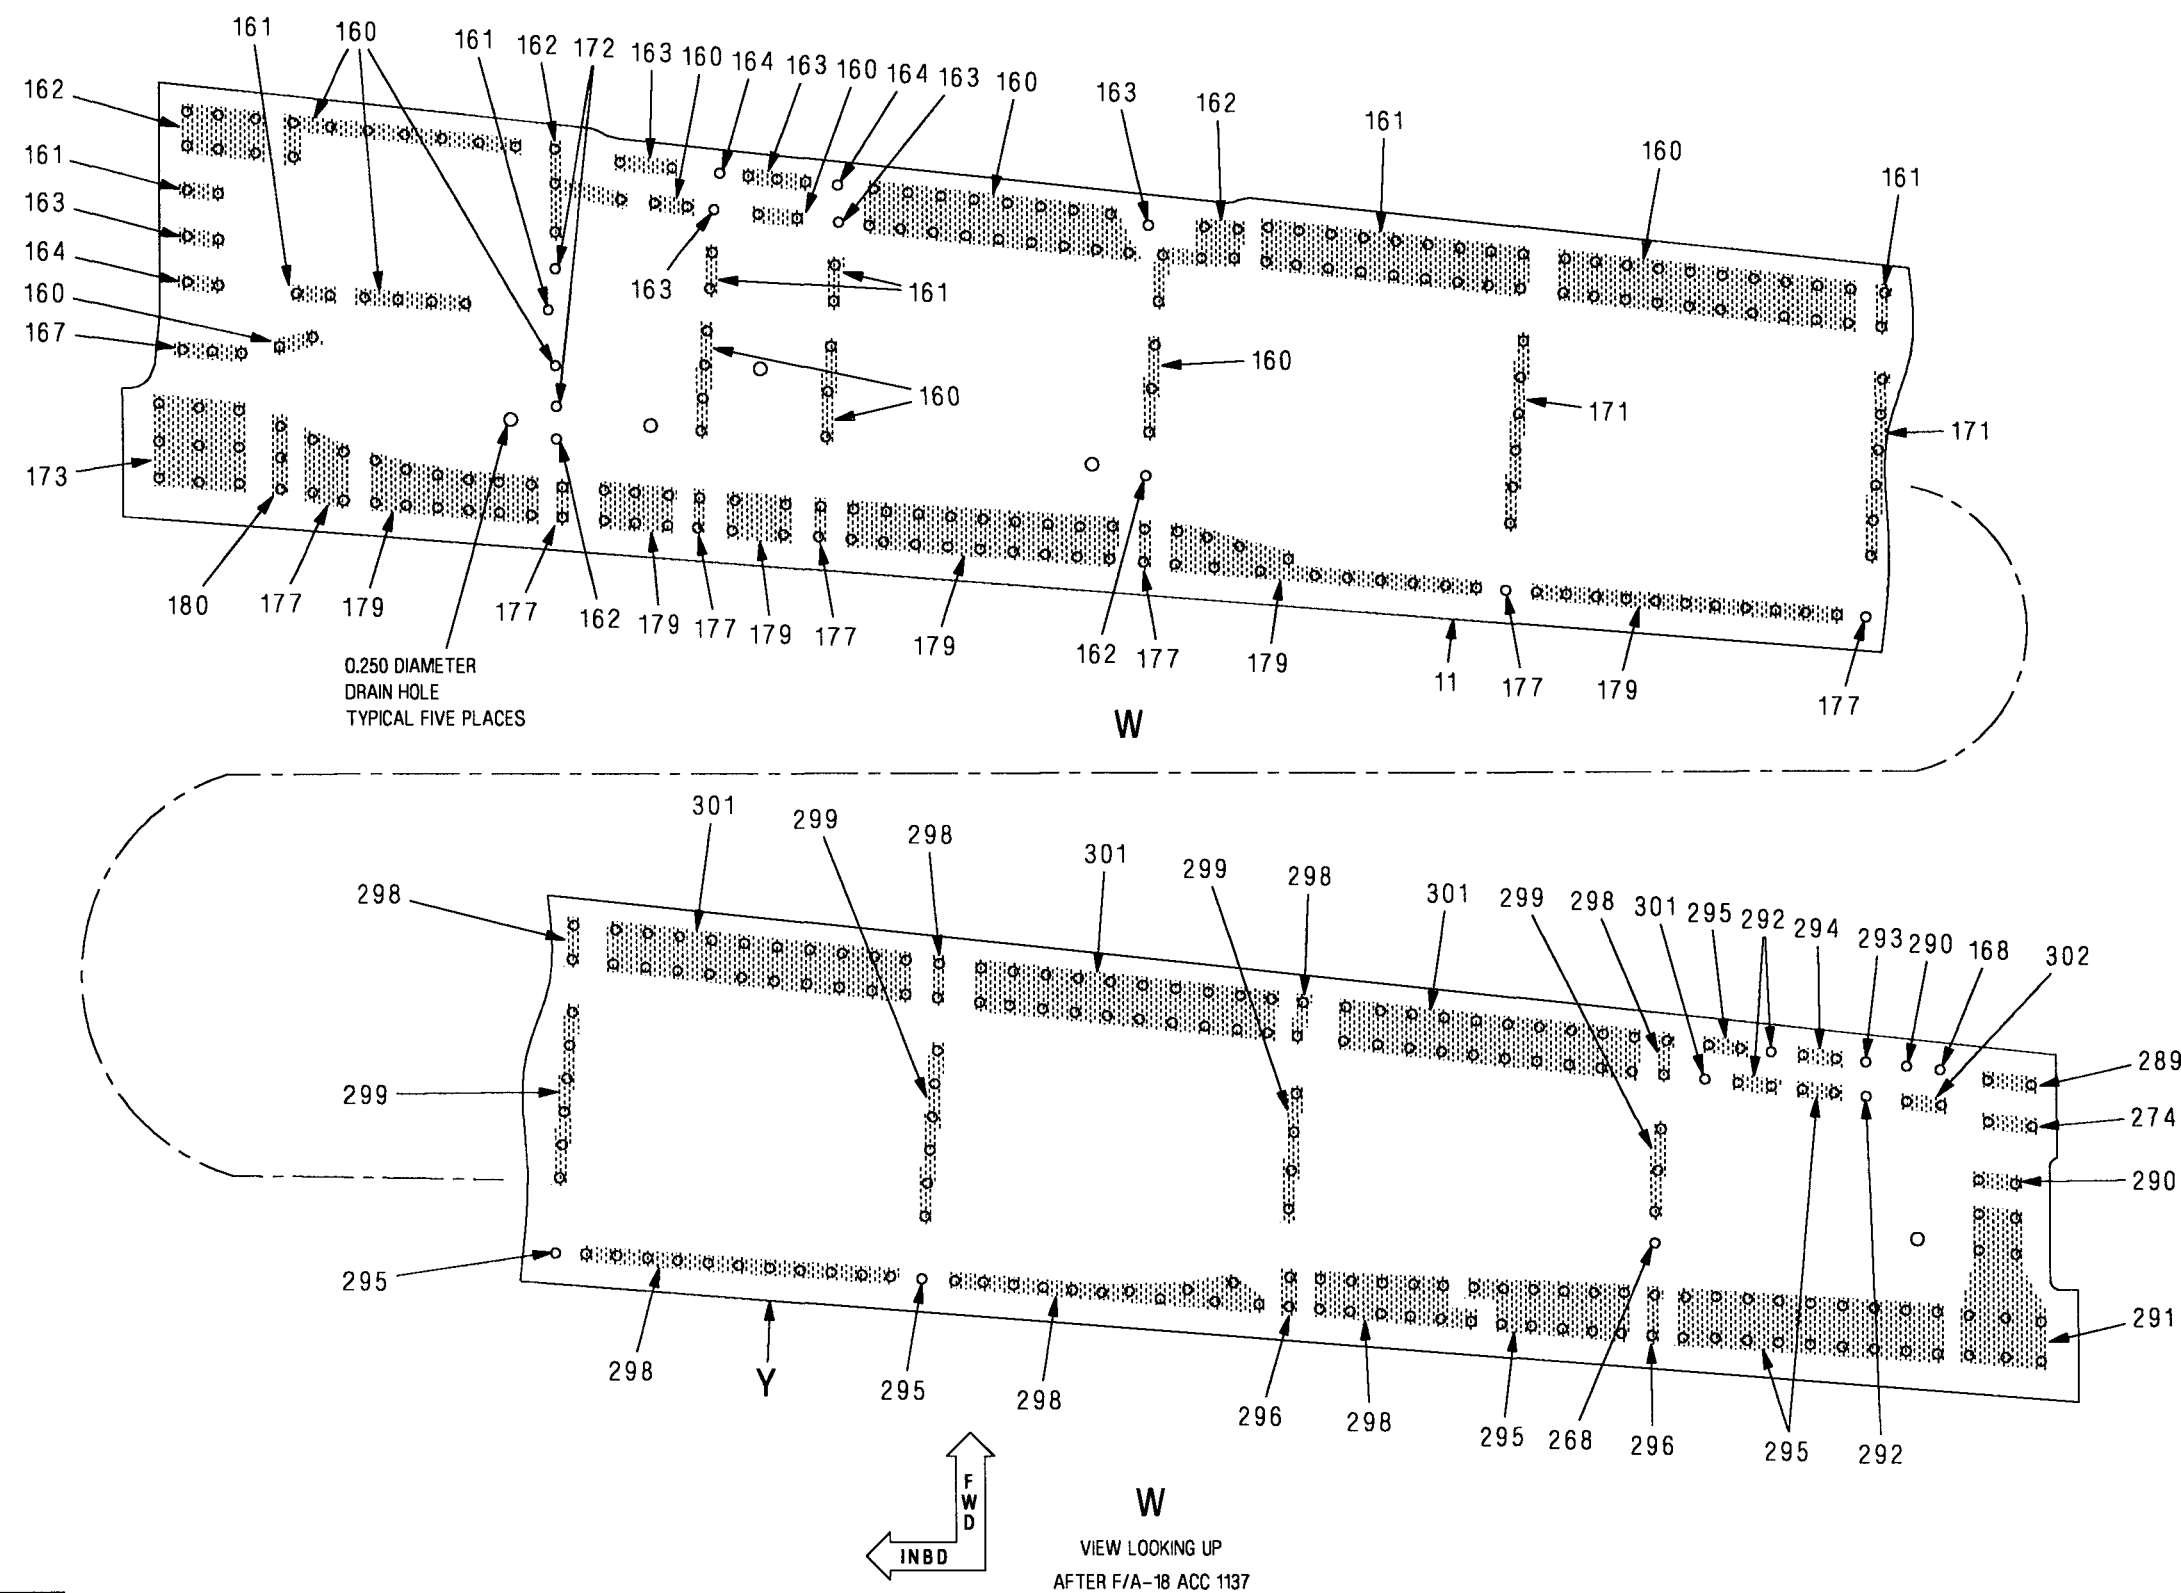 161 160 161 162 172 163 160 164 163 160 164 163 160 163 162 161 160 161
162
161
163
164
160
167
173
163 161
160 160 171 171
180 177 179 177 162 179 177 179 177 179 162 177 179 11 177 179 177
0.250 DIAMETER
DRAIN HOLE
TYPICAL FIVE PLACES
W
301 299 298 301 299 298 301 299 298 301 295 292 294 293 290 168 302
298
299
289
274
290
291
295
298 Y 295 298 296 298 295 268 296 295 292
FWD
INBD
W
VIEW LOOKING UP
AFTER F/A-18 ACC 1137